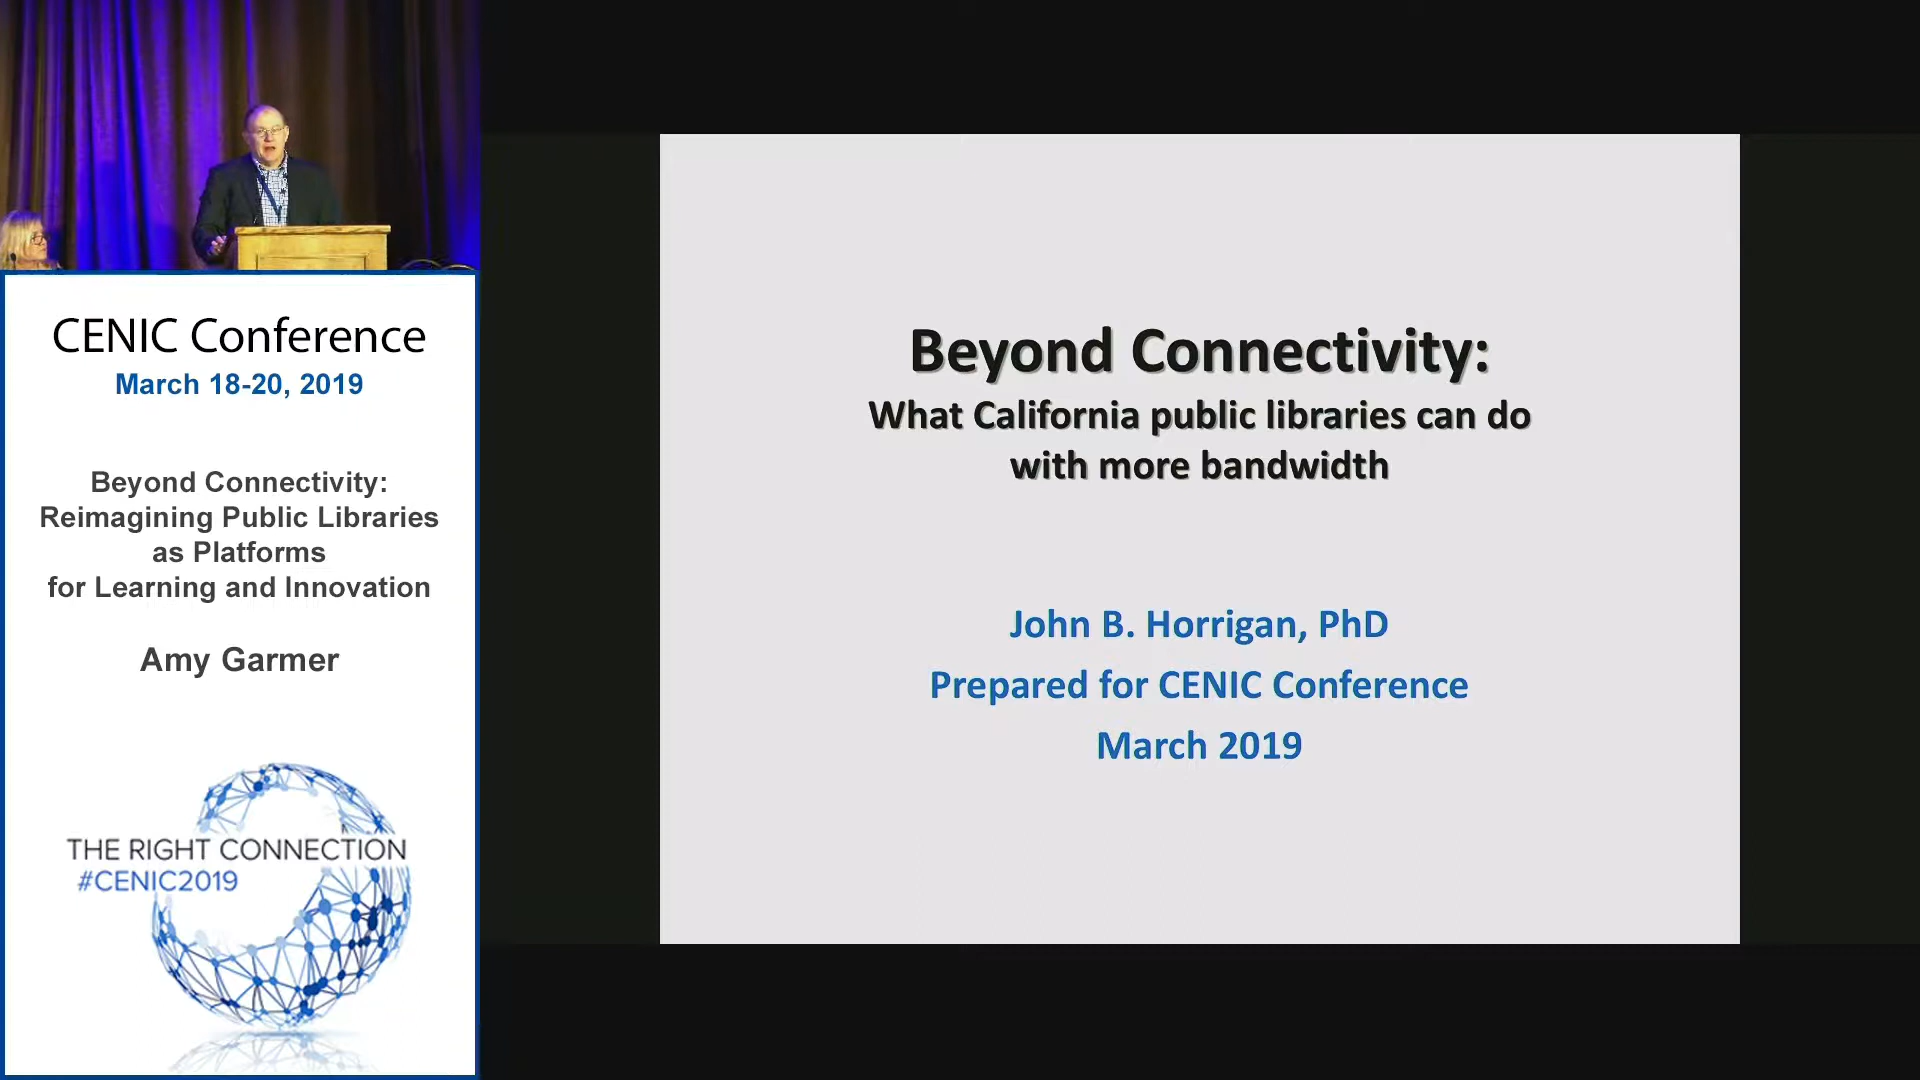 CENIC Conference
March 18-20, 2019
Beyond Connectivity:
Reimagining Public Libraries
as Platforms
for Learning and Innovation
Amy Garmer
THE RIGHT CONNECTION
#CENIC2019
Beyond Connectivity:
What California public libraries can do
with more bandwidth
John B. Horrigan, PhD
Prepared for CENIC Conference
March 2019